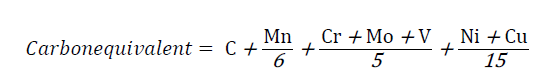 Carbonequivalent = C + Mn/6 + Cr + Mo + V/5 + Ni + Cu/15